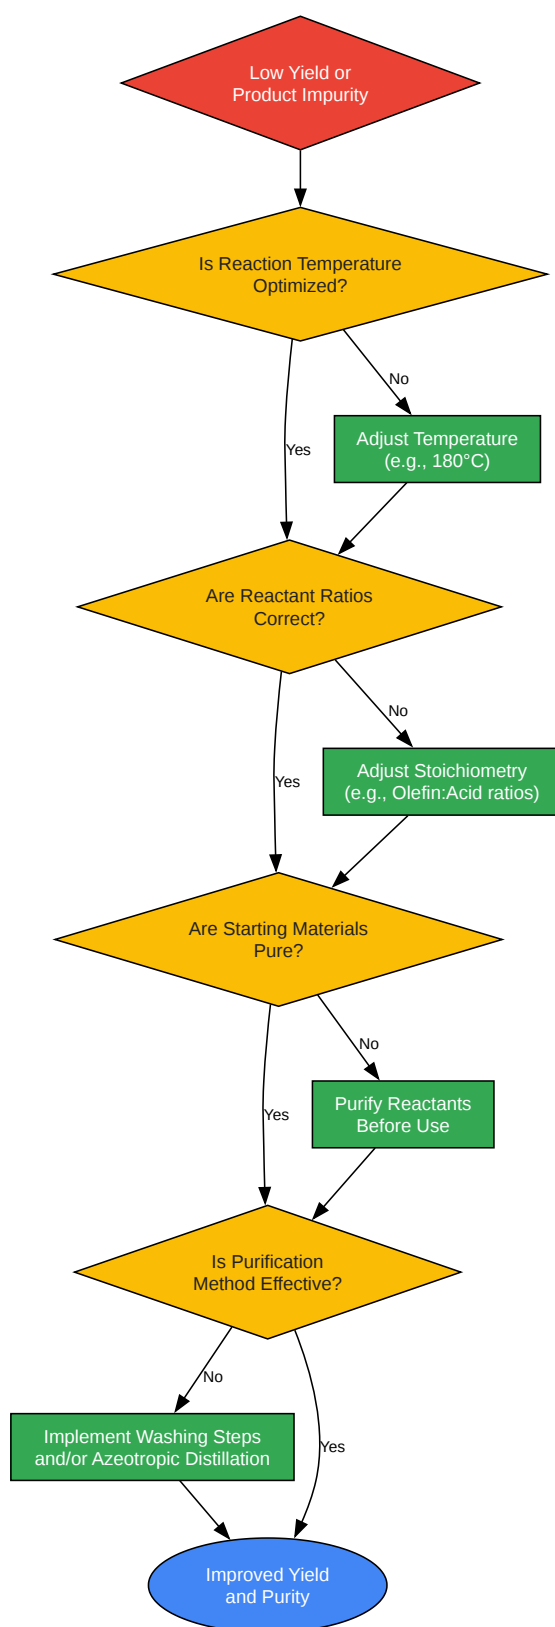 Low Yield or
Product Impurity
Is Reaction Temperature
Optimized?
No
Adjust Temperature
(e.g., 180°C)
Yes
Are Reactant Ratios
Correct?
No
Adjust Stoichiometry
(e.g., Olefin:Acid ratios)
Yes
Are Starting Materials
Pure?
No
Purify Reactants
Before Use
Yes
Is Purification
Method Effective?
No
Implement Washing Steps
and/or Azeotropic Distillation
Yes
Improved Yield
and Purity